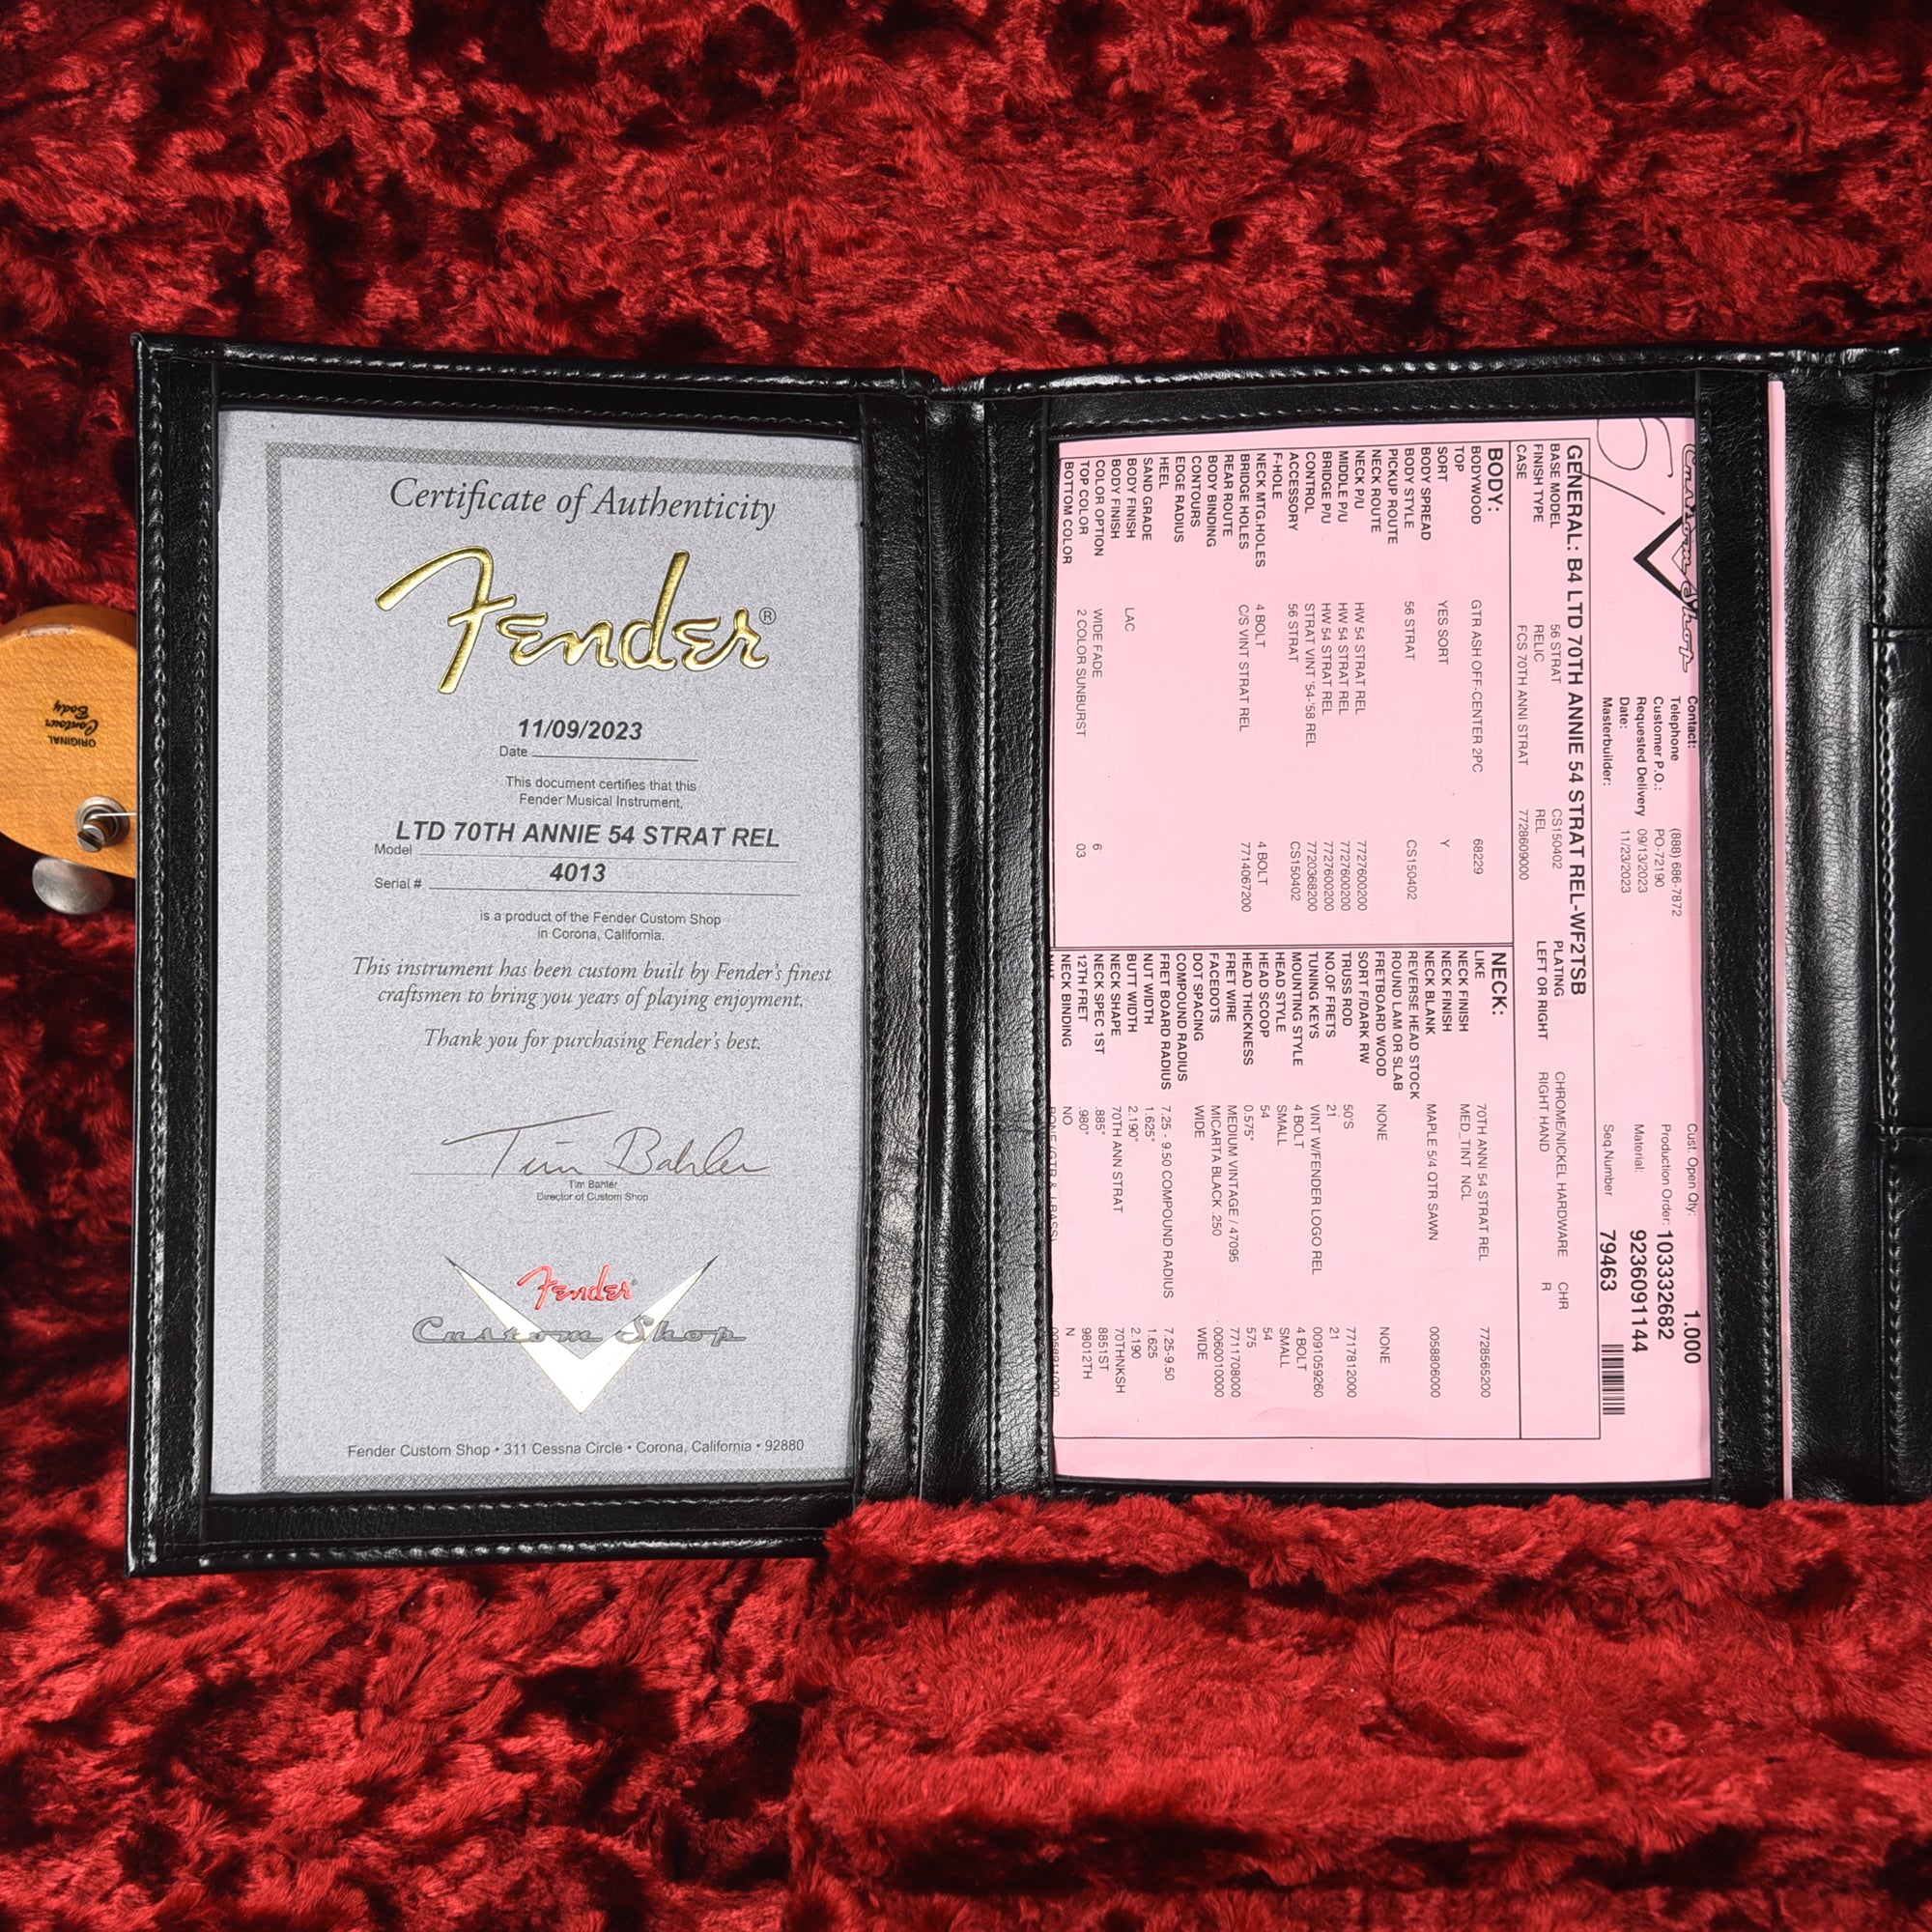 ORIGINAL
Contour
Body
Certificate of Authenticity
Fender®
11/09/2023
Date
This document certifies that this
Fender Musical Instrument,
LTD 70TH ANNIE 54 STRAT REL
Model
4013
Serial #
is a product of the Fender Custom Shop
in Corona, California.
This instrument has been custom built by Fender's finest
craftsmen to bring you years of playing enjoyment.
Thank you for purchasing Fender's best.
Tim Bahler
Tim Bahler
Director of Custom Shop
Fender®
Custom Shop
Fender Custom Shop • 311 Cessna Circle • Corona, California • 92880
Custom Shop
Contact:
Telephone (888) 686-7872
Customer P.O.: PO-72190
Requested Delivery 09/13/2023
Date: 11/23/2023
Masterbuilder:
Cust. Open Qty: 1.000
Production Order: 103332682
Material: 9236091144
Seq.Number 79463
GENERAL: B4 LTD 70TH ANNIE 54 STRAT REL-WF2TSB
BASE MODEL 56 STRAT CS150402 PLATING CHROME/NICKEL HARDWARE CHR
FINISH TYPE RELIC REL LEFT OR RIGHT RIGHT HAND R
CASE FCS 70TH ANNI STRAT 7728609000
BODY:
BODYWOOD GTR ASH OFF-CENTER 2PC 68229
TOP
SORT YES SORT Y
BODY SPREAD
BODY STYLE 56 STRAT CS150402
PICKUP ROUTE
NECK ROUTE
NECK P/U HW 54 STRAT REL 7727600200
MIDDLE P/U HW 54 STRAT REL 7727600200
BRIDGE P/U HW 54 STRAT REL 7727600200
CONTROL STRAT VINT '54-'58 REL 7720368200
ACCESSORY 56 STRAT CS150402
F-HOLE
NECK MTG.HOLES 4 BOLT 4 BOLT
BRIDGE HOLES C/S VINT STRAT REL 7714067200
REAR ROUTE
BODY BINDING
CONTOURS
EDGE RADIUS
HEEL
SAND GRADE
BODY FINISH LAC
BODY FINISH
COLOR OPTION WIDE FADE 6
TOP COLOR 2 COLOR SUNBURST 03
BOTTOM COLOR
NECK:
LIKE 70TH ANNI 54 STRAT REL 7728565200
NECK FINISH MED_TINT NCL
NECK FINISH
NECK BLANK MAPLE 5/4 QTR SAWN 0058806000
REVERSE HEAD STOCK
ROUND LAM OR SLAB
FRETBOARD WOOD NONE NONE
SORT F/DARK RW
TRUSS ROD 50'S 7717812000
NO.OF FRETS 21 21
TUNING KEYS VINT W/FENDER LOGO REL 0091059260
MOUNTING STYLE 4 BOLT 4 BOLT
HEAD STYLE SMALL SMALL
HEAD SCOOP 54 54
HEAD THICKNESS 0.575" 575
FRET WIRE MEDIUM VINTAGE / 47095 7711708000
FACEDOTS MICARTA BLACK .250 0060010000
DOT SPACING WIDE WIDE
COMPOUND RADIUS
FRET BOARD RADIUS 7.25 - 9.50 COMPOUND RADIUS 7.25-9.50
NUT WIDTH 1.625" 1.625
BUTT WIDTH 2.190" 2.190
NECK SHAPE 70TH ANN STRAT 70THNKSH
NECK SPEC 1ST .885" 8851ST
12TH FRET .980" 98012TH
NECK BINDING NO N